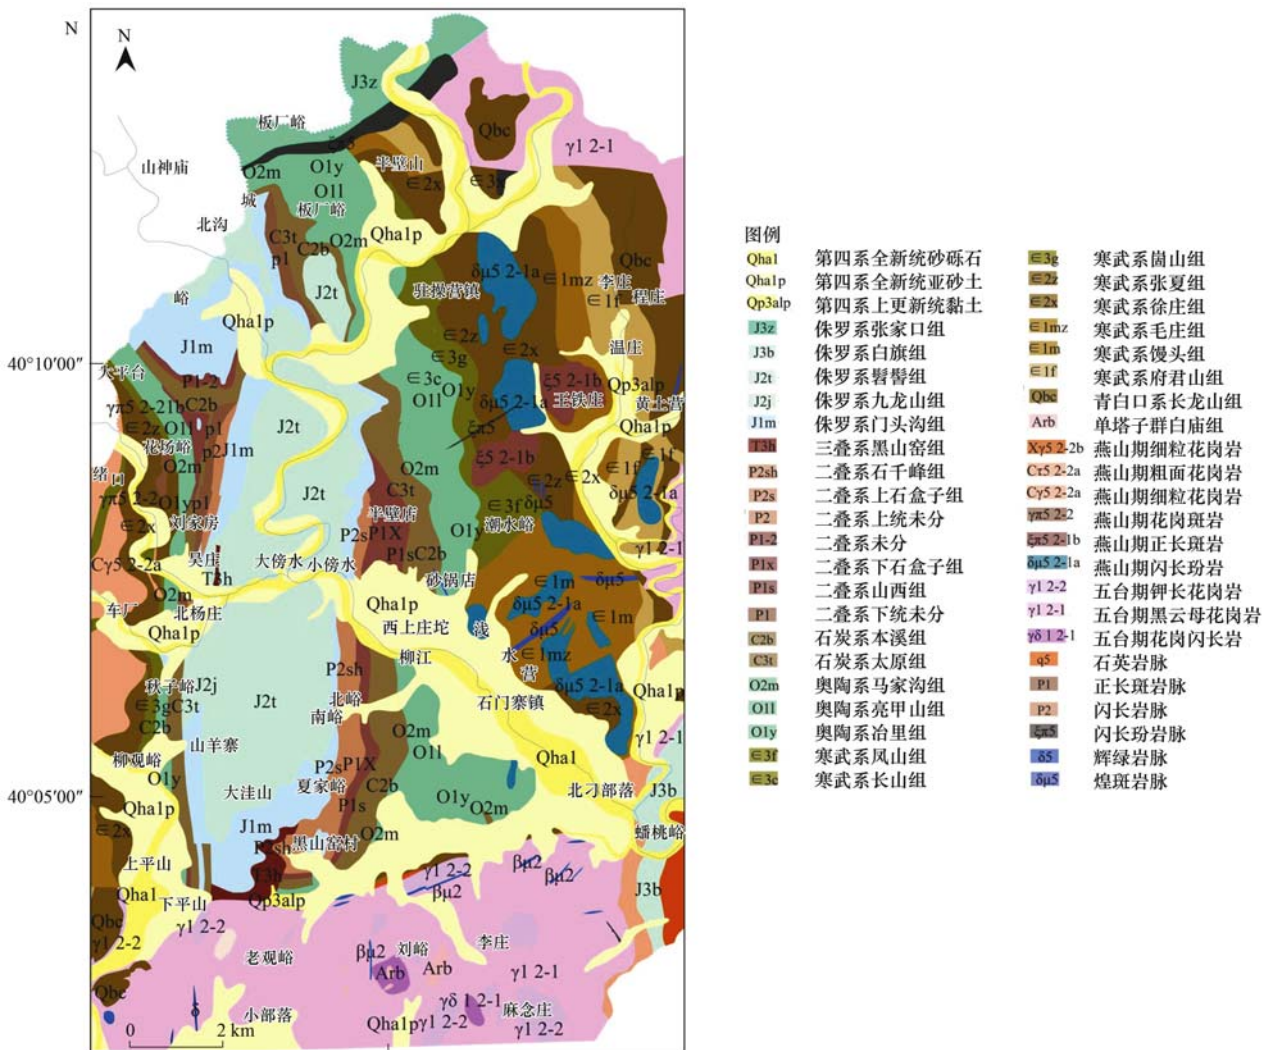 N
N
J3z
板厂峪
Qbc
γ1 2-1
ξπ5
山神庙
O2m
O1y
半壁山
O1l
∈2x
∈3x
城
板厂峪
北沟
C3t
C2b
O2m
Qha1p
p1
Qbc
δμ5 2-1a
峪
J2t
驻操营镇
∈1mz
李庄
∈1f
程庄
Qha1p
∈2z
J1m
∈3g
∈2x
温庄
40°10′00″
大平台
P1-2
∈3c
O1y
ξ5 2-1b
Qp3alp
γπ5 2-21b
C2b
O1l
δμ5 2-1a
王铁庄
黄土营
∈2z
O1l
p1
J2t
ξπ5
Qha1p
花场峪
p2
J1m
ξ5 2-1b
∈1f
∈1f
绪
O2m
O2m
口
J2t
C3t
∈2z
∈2x
γπ5 2-2
O1yp1
半壁店
∈3f
δμ5
δμ5 2-1a
∈2x
刘家房
P2s
P1X
O1y
潮水峪
吴庄
大傍水
小傍水
P1s
C2b
γ1 2-1
Cγ5 2-2a
T3h
砂锅店
∈1m
δμ5
O2m
Qha1p
δμ5 2-1a
车厂
北杨庄
∈1m
Qha1p
西上庄坨
浅
δμ5
柳江
水
∈1mz
P2sh
营
秋子峪
J2j
北峪
δμ5 2-1a
Qha1p
∈3g
C3t
J2t
南峪
石门寨镇
∈2x
C2b
O2m
γ1 2-1
山羊寨
O1l
柳观峪
P2s
P1X
Qha1
O1y
夏家峪
C2b
大洼山
O1y
北刁部落
J3b
40°05′00″
Qha1p
P1s
O2m
∈2x
J1m
O2m
蟠桃峪
P2sh
黑山窑村
上平山
βμ2
T3h
γ1 2-2
βμ2
J3b
Qha1
下平山
Qp3alp
βμ2
Qbc
γ1 2-2
γ1 2-2
老观峪
βμ2
刘峪
李庄
Arb
Arb
γ1 2-1
Qbc
γδ 1 2-1
δ
小部落
麻念庄
Qha1p
γ1 2-2
γ1 2-2
0
2 km
图例
Qha1 第四系全新统砂砾石
Qha1p 第四系全新统亚砂土
Qp3alp 第四系上更新统黏土
J3z 侏罗系张家口组
J3b 侏罗系白旗组
J2t 侏罗系髫髻组
J2j 侏罗系九龙山组
J1m 侏罗系门头沟组
T3h 三叠系黑山窑组
P2sh 二叠系石千峰组
P2s 二叠系上石盒子组
P2 二叠系上统未分
P1-2 二叠系未分
P1x 二叠系下石盒子组
P1s 二叠系山西组
P1 二叠系下统未分
C2b 石炭系本溪组
C3t 石炭系太原组
O2m 奥陶系马家沟组
O1l 奥陶系亮甲山组
O1y 奥陶系冶里组
∈3f 寒武系凤山组
∈3c 寒武系长山组
∈3g 寒武系崮山组
∈2z 寒武系张夏组
∈2x 寒武系徐庄组
∈1mz 寒武系毛庄组
∈1m 寒武系馒头组
∈1f 寒武系府君山组
Qbc 青白口系长龙山组
Arb 单塔子群白庙组
Xγ5 2-2b 燕山期细粒花岗岩
Cτ5 2-2a 燕山期粗面花岗岩
Cγ5 2-2a 燕山期细粒花岗岩
γπ5 2-2 燕山期花岗斑岩
ξπ5 2-1b 燕山期正长斑岩
δμ5 2-1a 燕山期闪长玢岩
γ1 2-2 五台期钾长花岗岩
γ1 2-1 五台期黑云母花岗岩
γδ 1 2-1 五台期花岗闪长岩
q5 石英岩脉
P1 正长斑岩脉
P2 闪长岩脉
ξπ5 闪长玢岩脉
δ5 辉绿岩脉
δμ5 煌斑岩脉